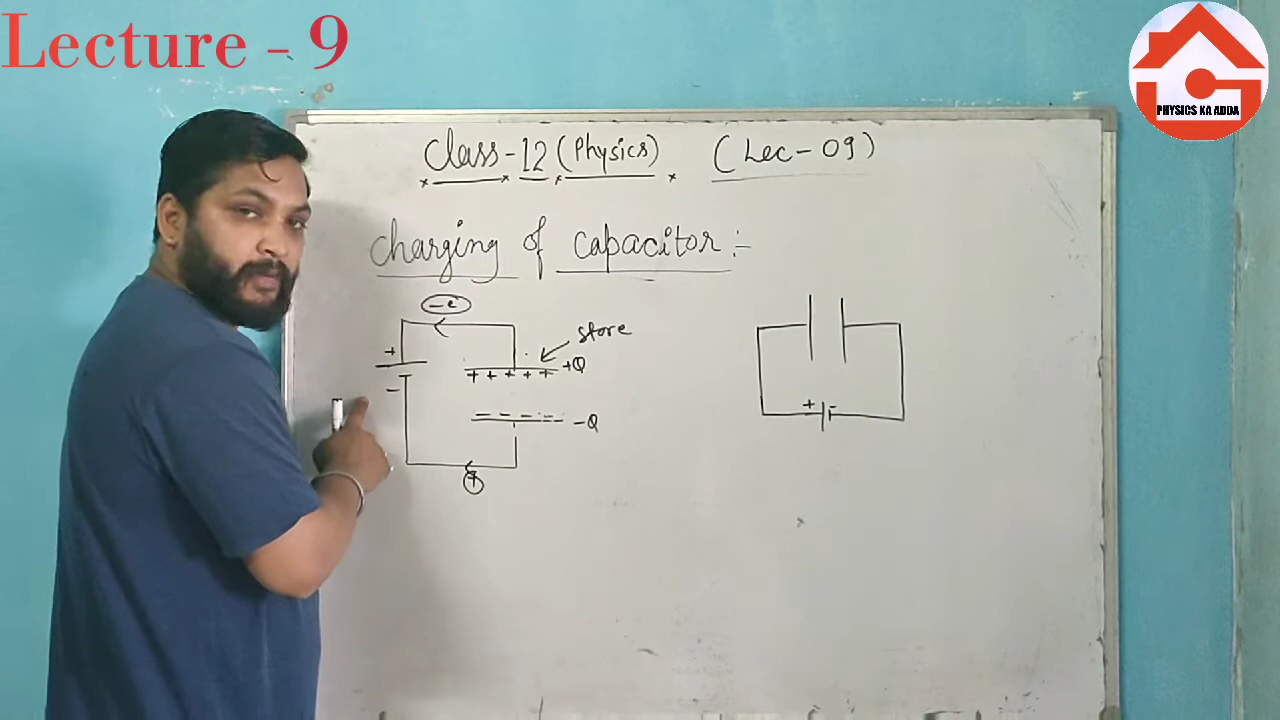 Lecture - 9
PHYSICS KA ADDA
Class-12 (Physics) (Lec-09)
charging of capacitor :-
-e
store
+
+ + + + +
+Q
-
- - - - -
-Q
+
+ -